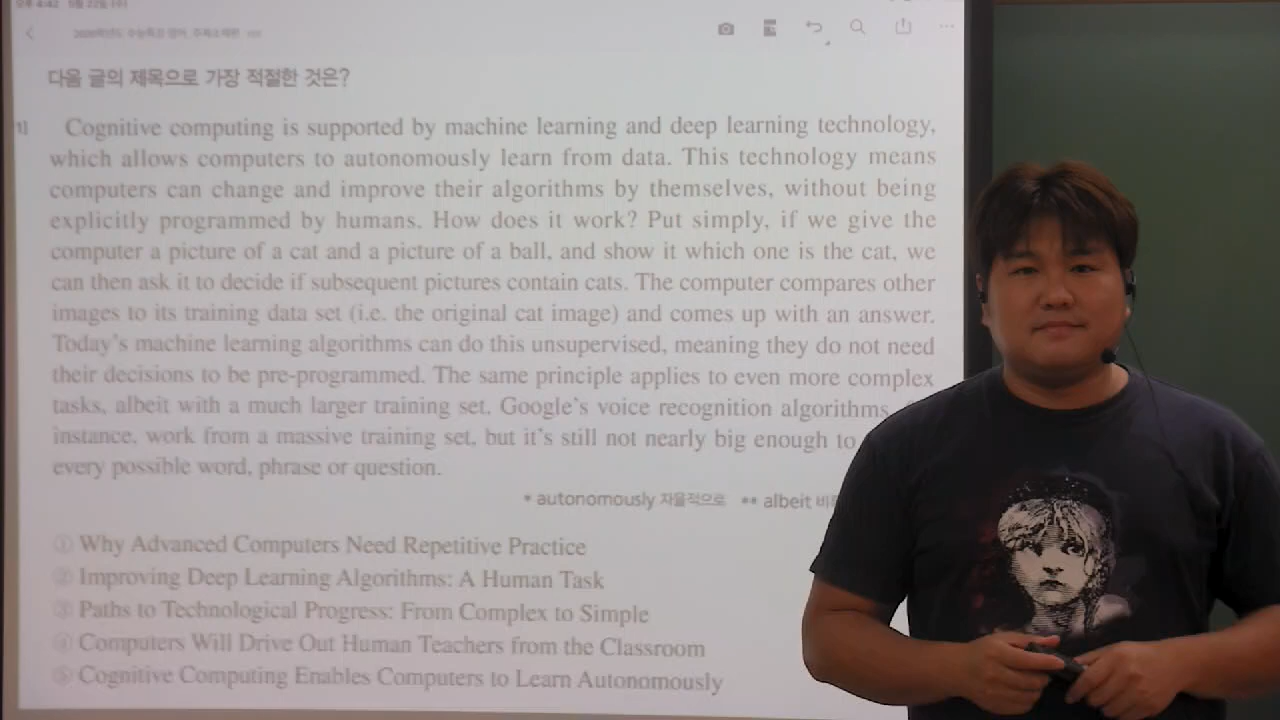 다음 글의 제목으로 가장 적절한 것은?
1] Cognitive computing is supported by machine learning and deep learning technology,
which allows computers to autonomously learn from data. This technology means
computers can change and improve their algorithms by themselves, without being
explicitly programmed by humans. How does it work? Put simply, if we give the
computer a picture of a cat and a picture of a ball, and show it which one is the cat, we
can then ask it to decide if subsequent pictures contain cats. The computer compares other
images to its training data set (i.e. the original cat image) and comes up with an answer.
Today's machine learning algorithms can do this unsupervised, meaning they do not need
their decisions to be pre-programmed. The same principle applies to even more complex
tasks, albeit with a much larger training set. Google's voice recognition algorithms,
instance, work from a massive training set, but it's still not nearly big enough to
every possible word, phrase or question.
* autonomously 자율적으로 ** albeit
① Why Advanced Computers Need Repetitive Practice
② Improving Deep Learning Algorithms: A Human Task
③ Paths to Technological Progress: From Complex to Simple
④ Computers Will Drive Out Human Teachers from the Classroom
⑤ Cognitive Computing Enables Computers to Learn Autonomously